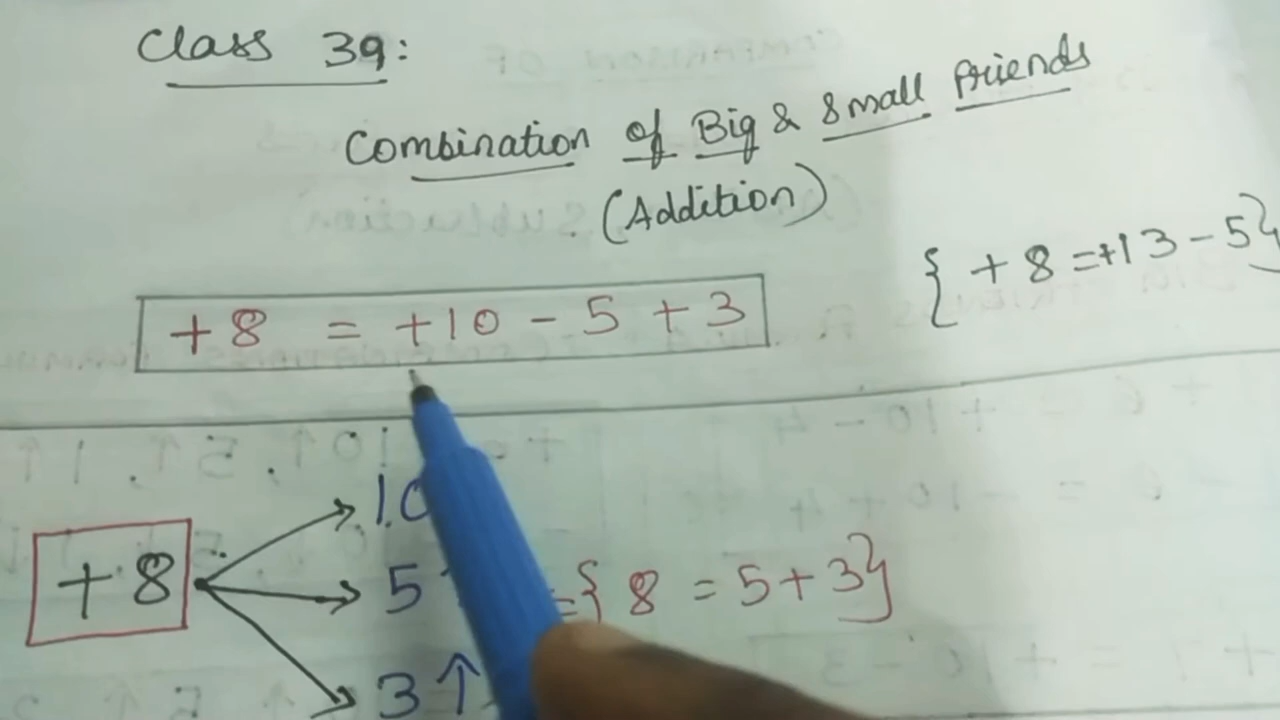 Class 39:
Combination of Big & Small friends
(Addition)
{ +8 = +13 - 5}
+8 = +10 - 5 + 3
+8
10
5
= { 8 = 5 + 3}
3↑